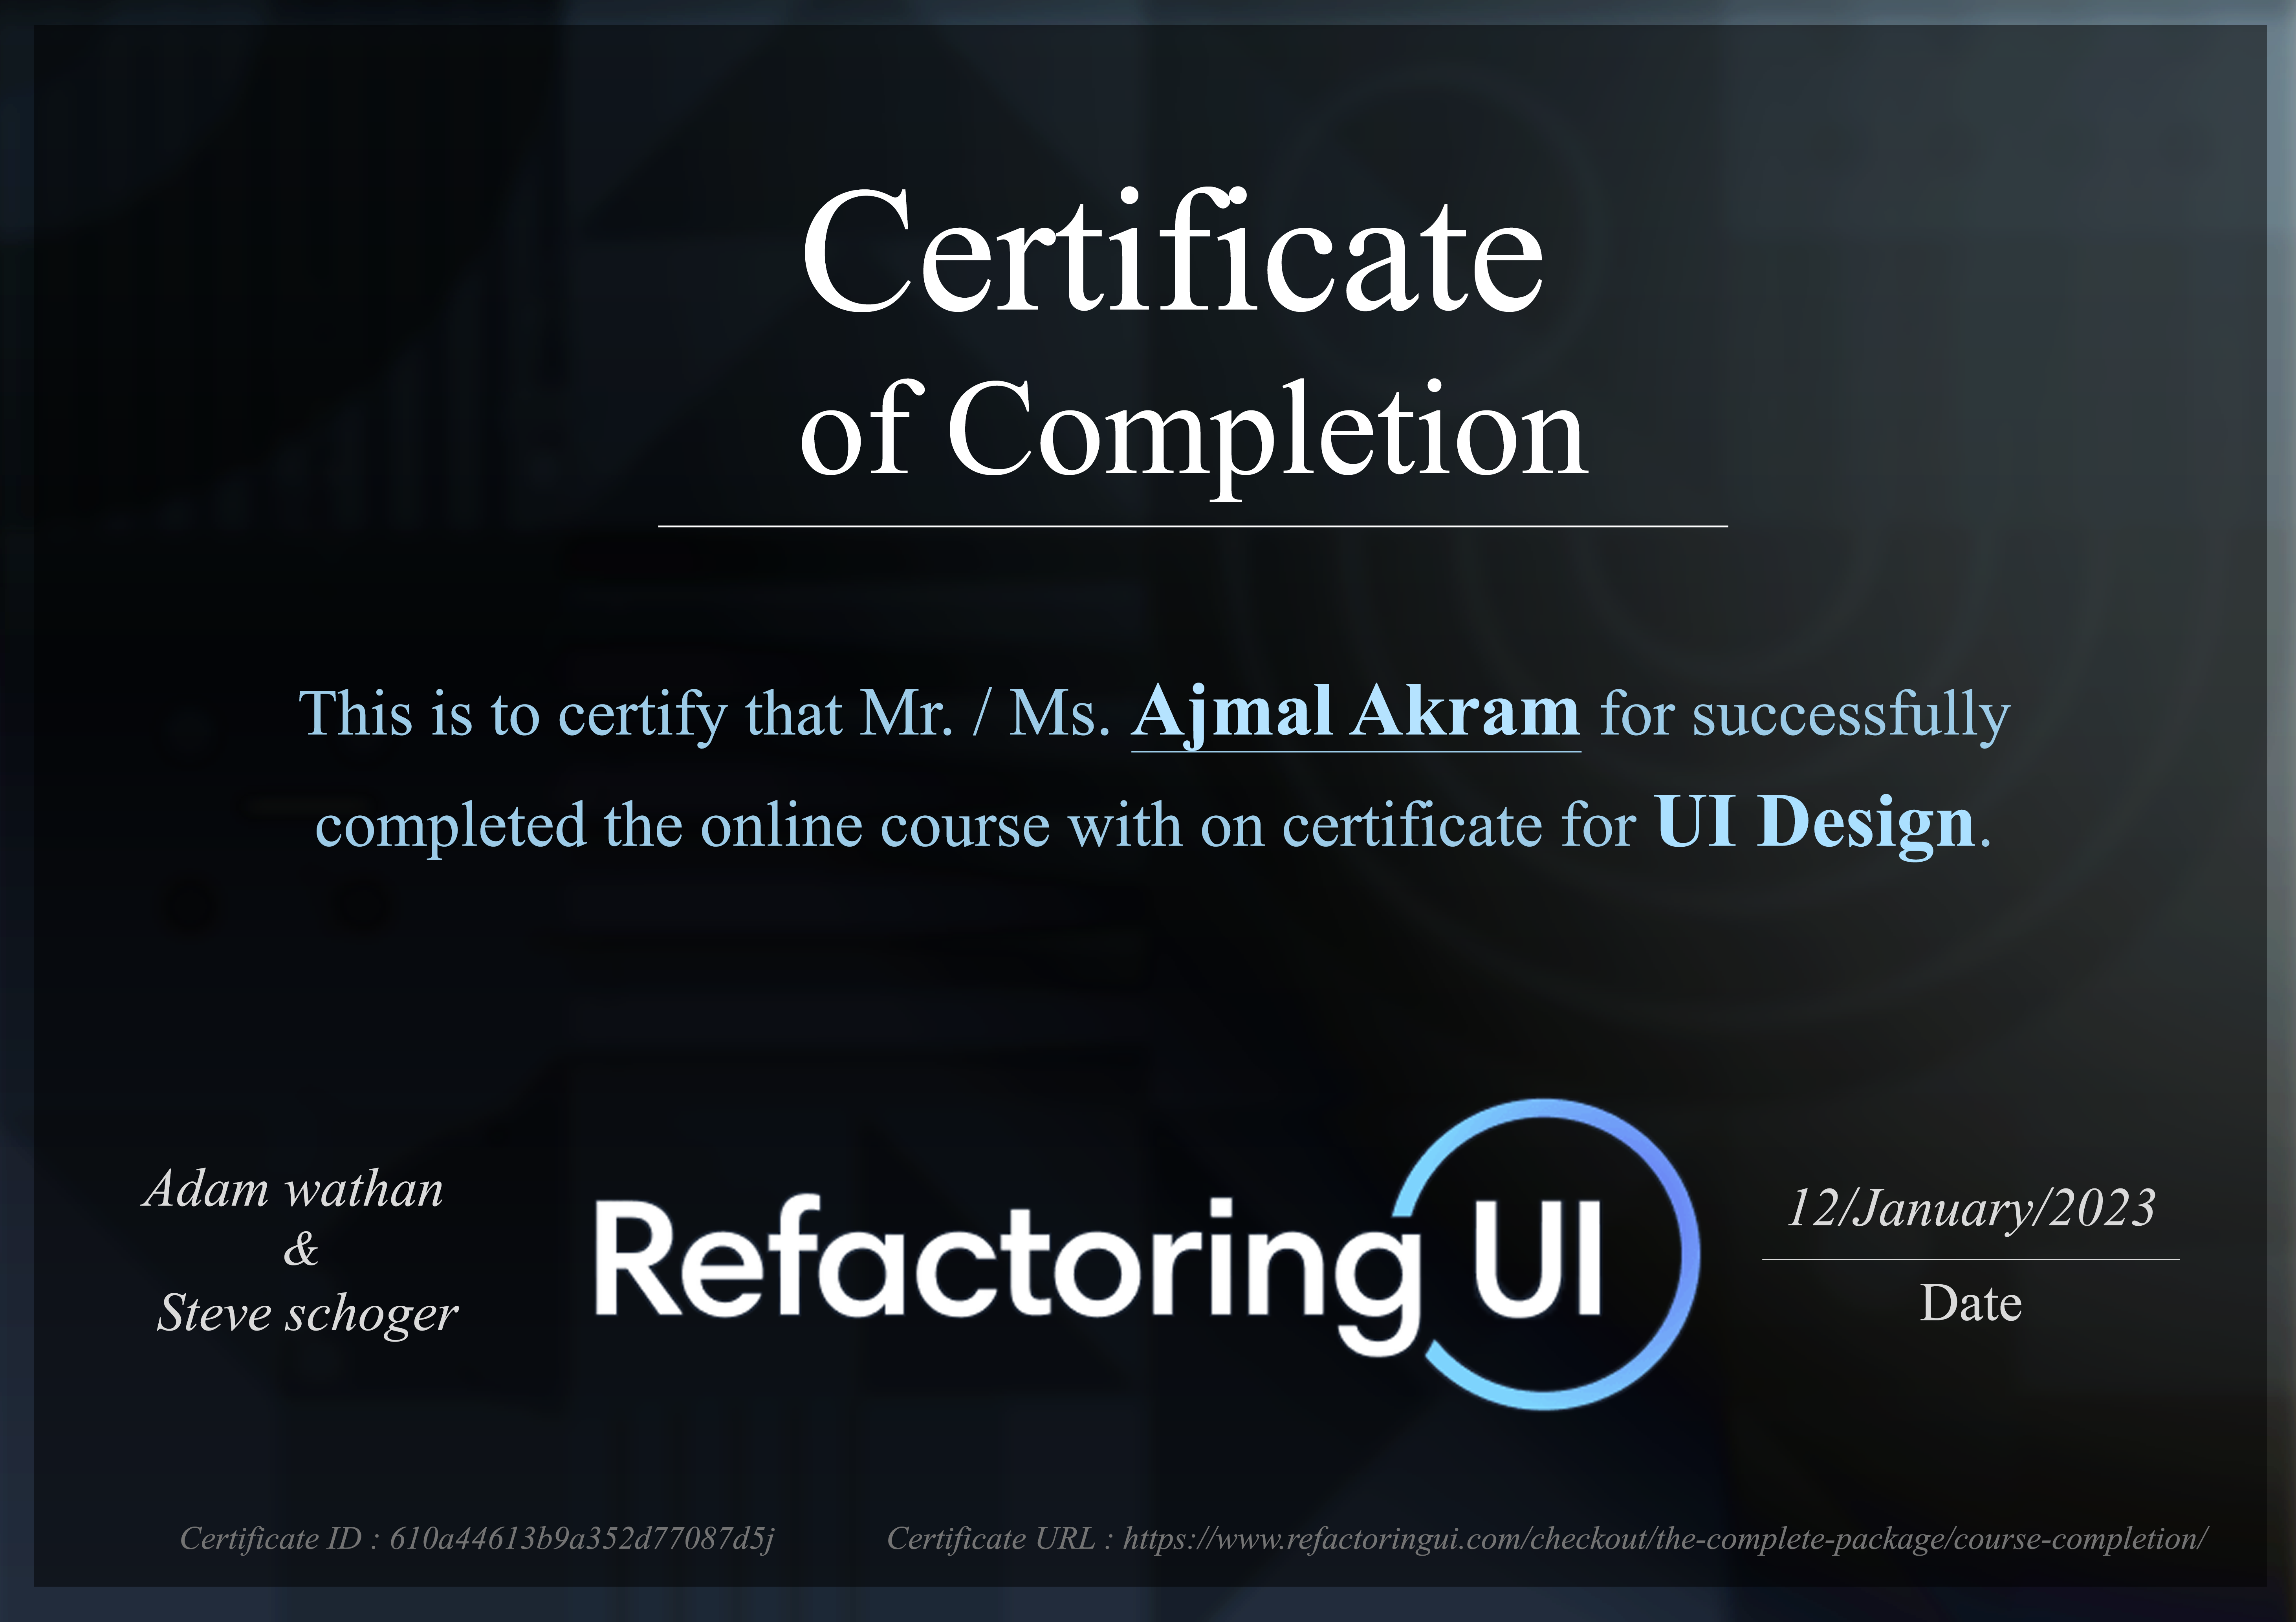 Certificate
of Completion
This is to certify that Mr. / Ms. Ajmal Akram for successfully
completed the online course with on certificate for UI Design.
Adam wathan
&
Steve schoger
Refactoring UI
12/January/2023
Date
Certificate ID : 610a44613b9a352d77087d5j
Certificate URL : https://www.refactoringui.com/checkout/the-complete-package/course-completion/